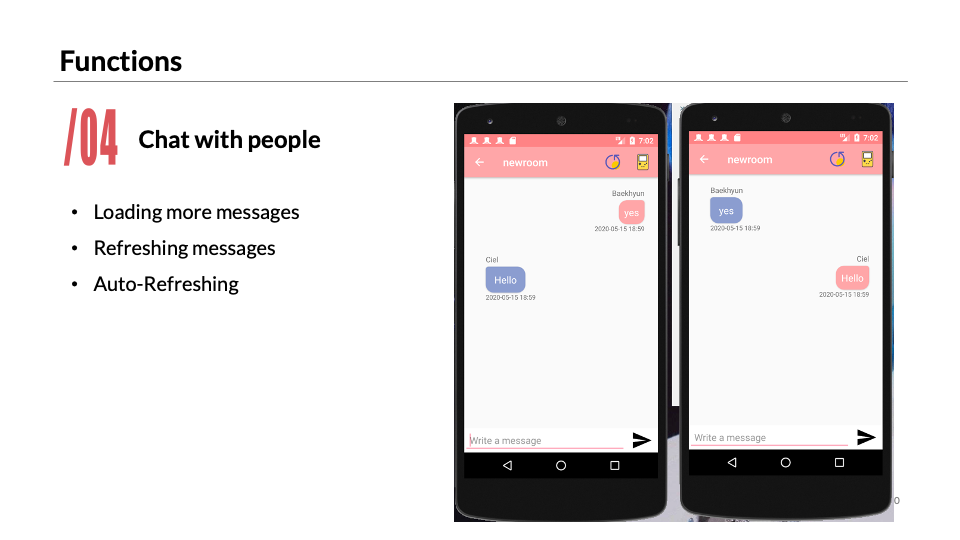 Functions
/04
Chat with people
• Loading more messages
• Refreshing messages
• Auto-Refreshing
7:02
newroom
Baekhyun
yes
2020-05-15 18:59
Ciel
Hello
2020-05-15 18:59
Write a message
7:02
newroom
Baekhyun
yes
2020-05-15 18:59
Ciel
Hello
2020-05-15 18:59
Write a message
0